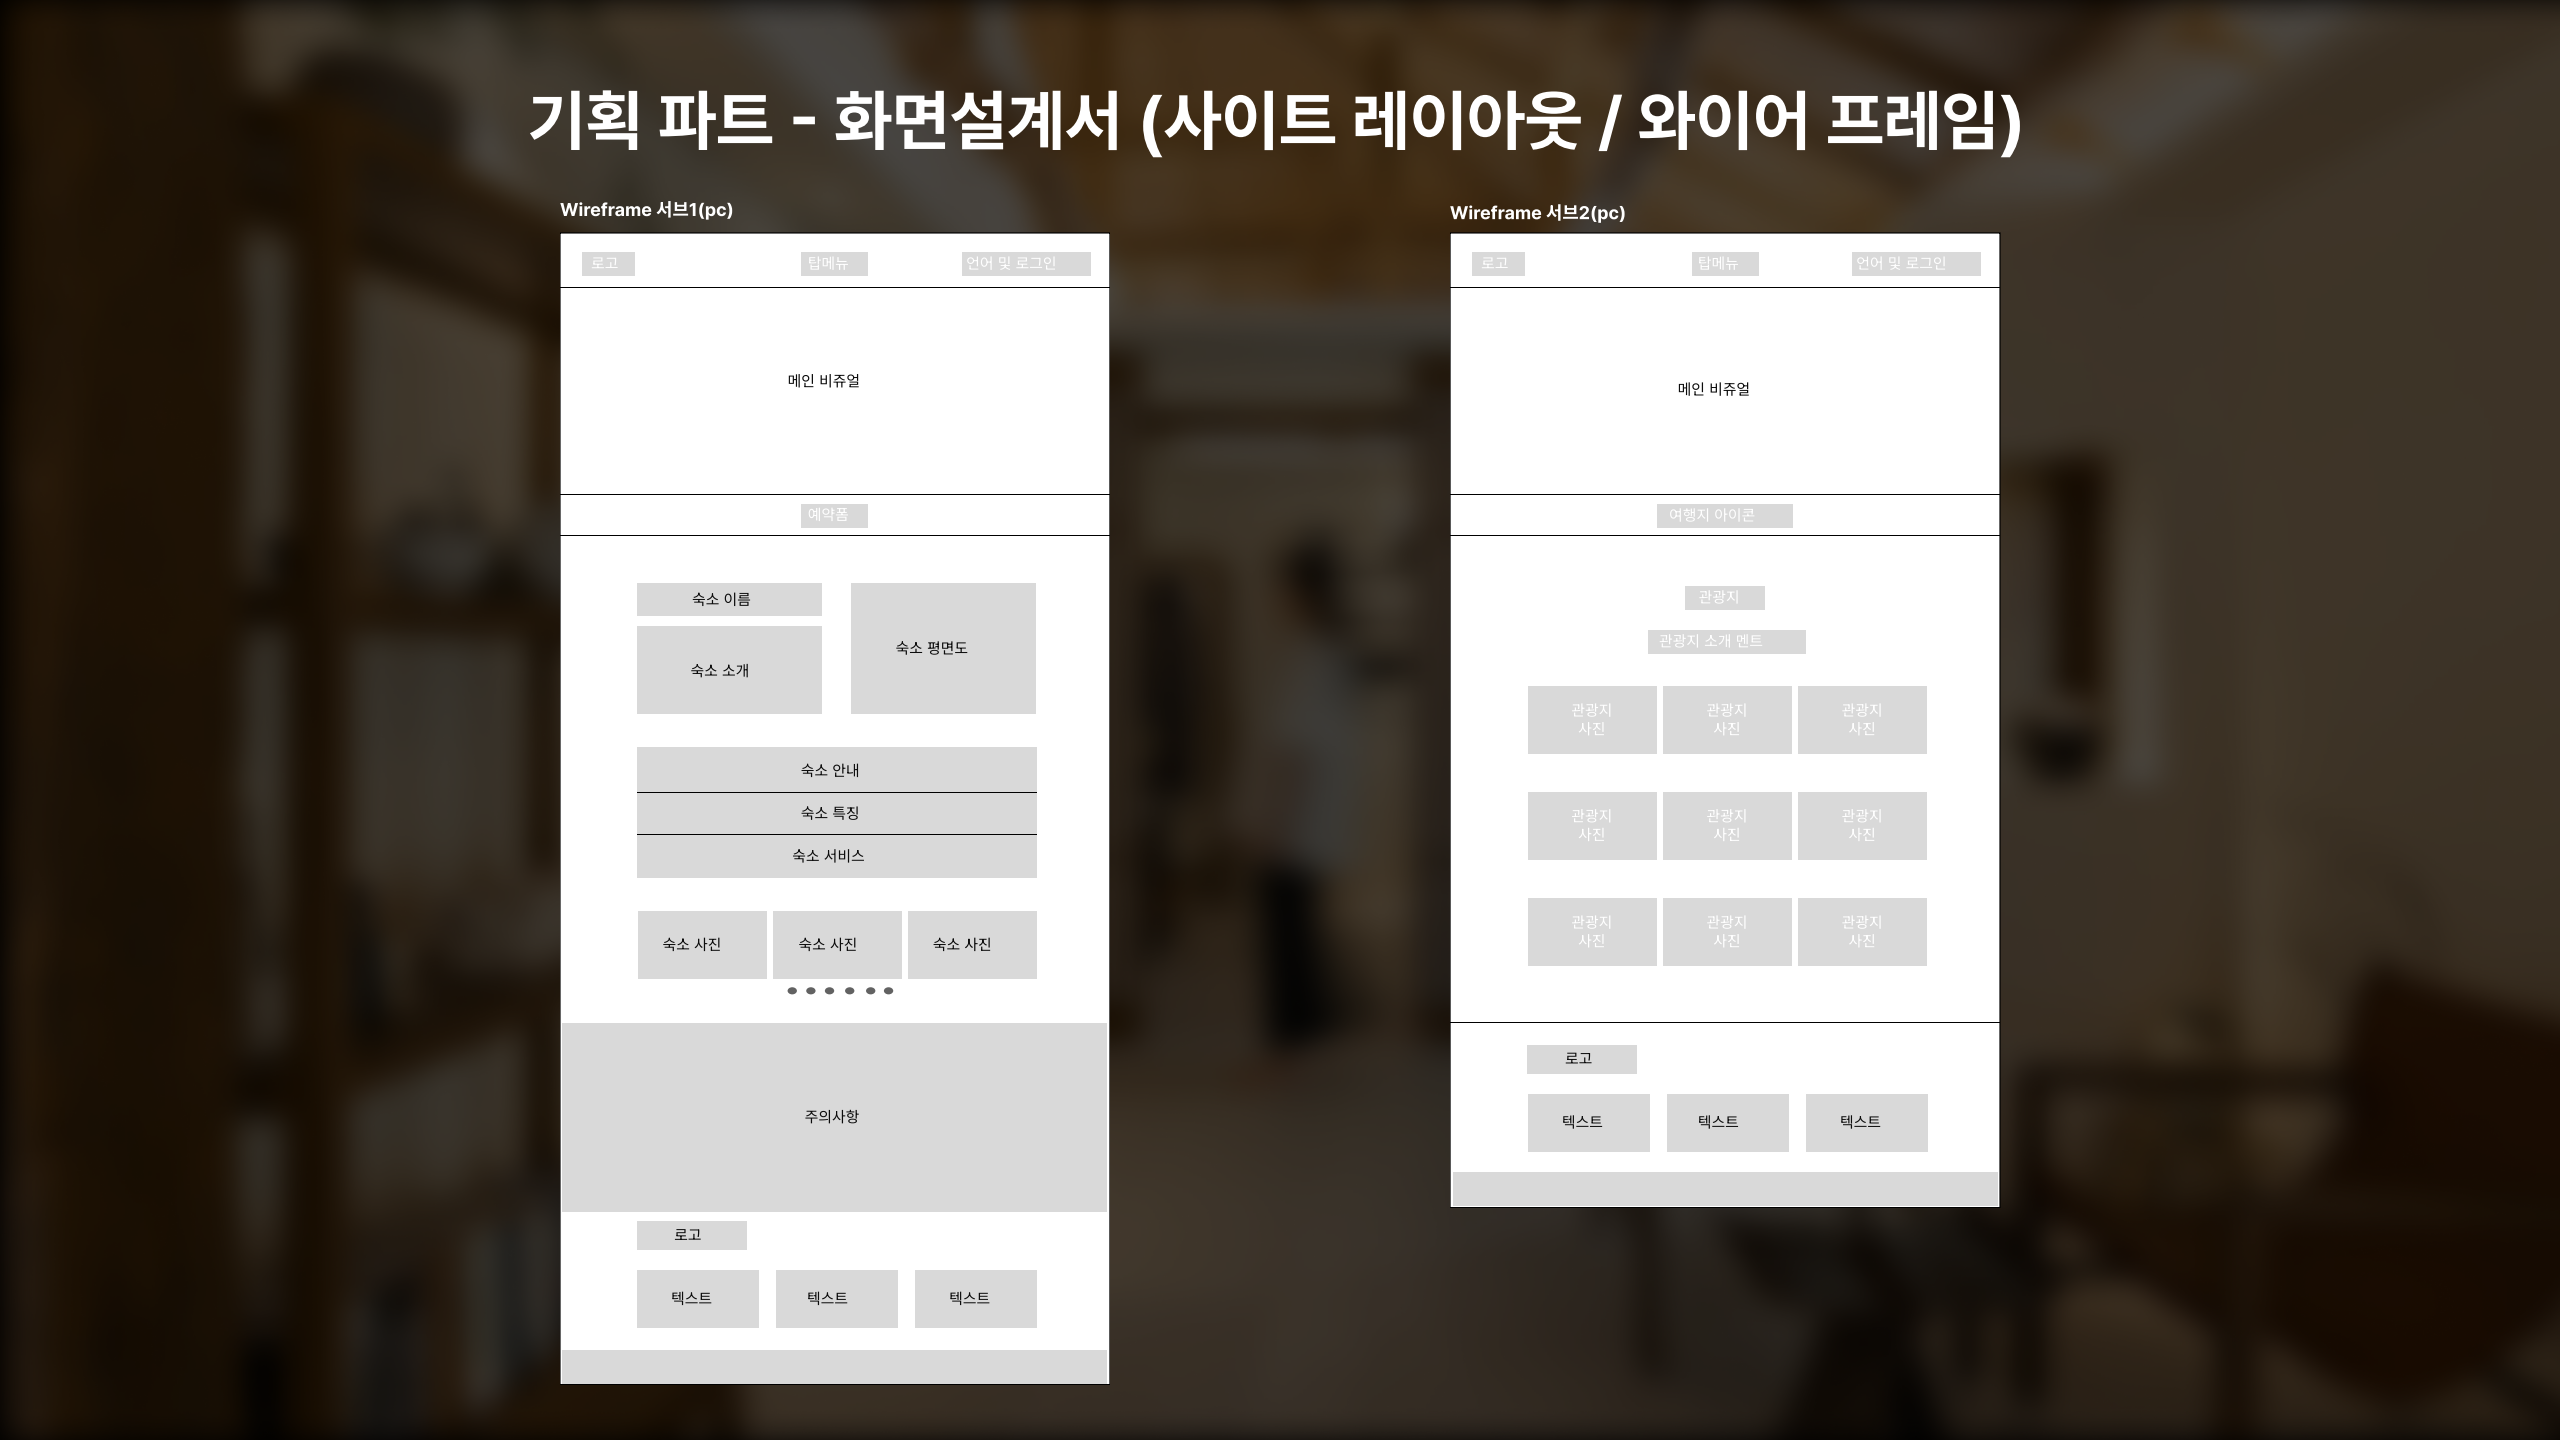 기획 파트 - 화면설계서 (사이트 레이아웃 / 와이어 프레임)
Wireframe 서브1(pc)
로고
탑메뉴
언어 및 로그인
메인 비쥬얼
예약폼
숙소 이름
숙소 소개
숙소 평면도
숙소 안내
숙소 특징
숙소 서비스
숙소 사진
숙소 사진
숙소 사진
주의사항
로고
텍스트
텍스트
텍스트
Wireframe 서브2(pc)
로고
탑메뉴
언어 및 로그인
메인 비쥬얼
여행지 아이콘
관광지
관광지 소개 멘트
관광지
사진
관광지
사진
관광지
사진
관광지
사진
관광지
사진
관광지
사진
관광지
사진
관광지
사진
관광지
사진
로고
텍스트
텍스트
텍스트